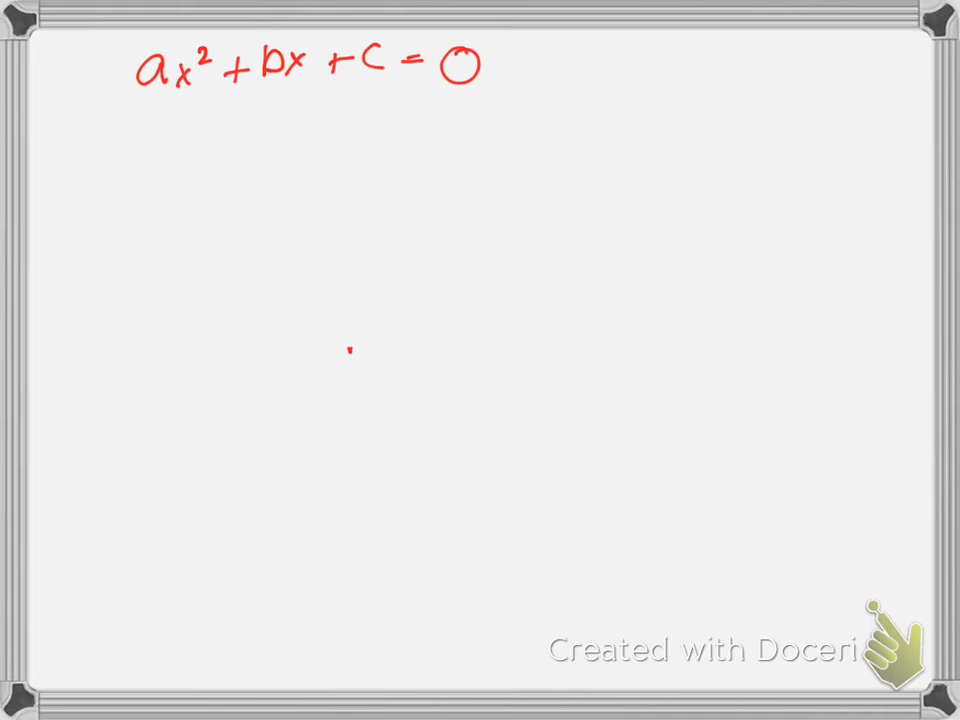 ax² + bx + c = 0
Created with Doceri